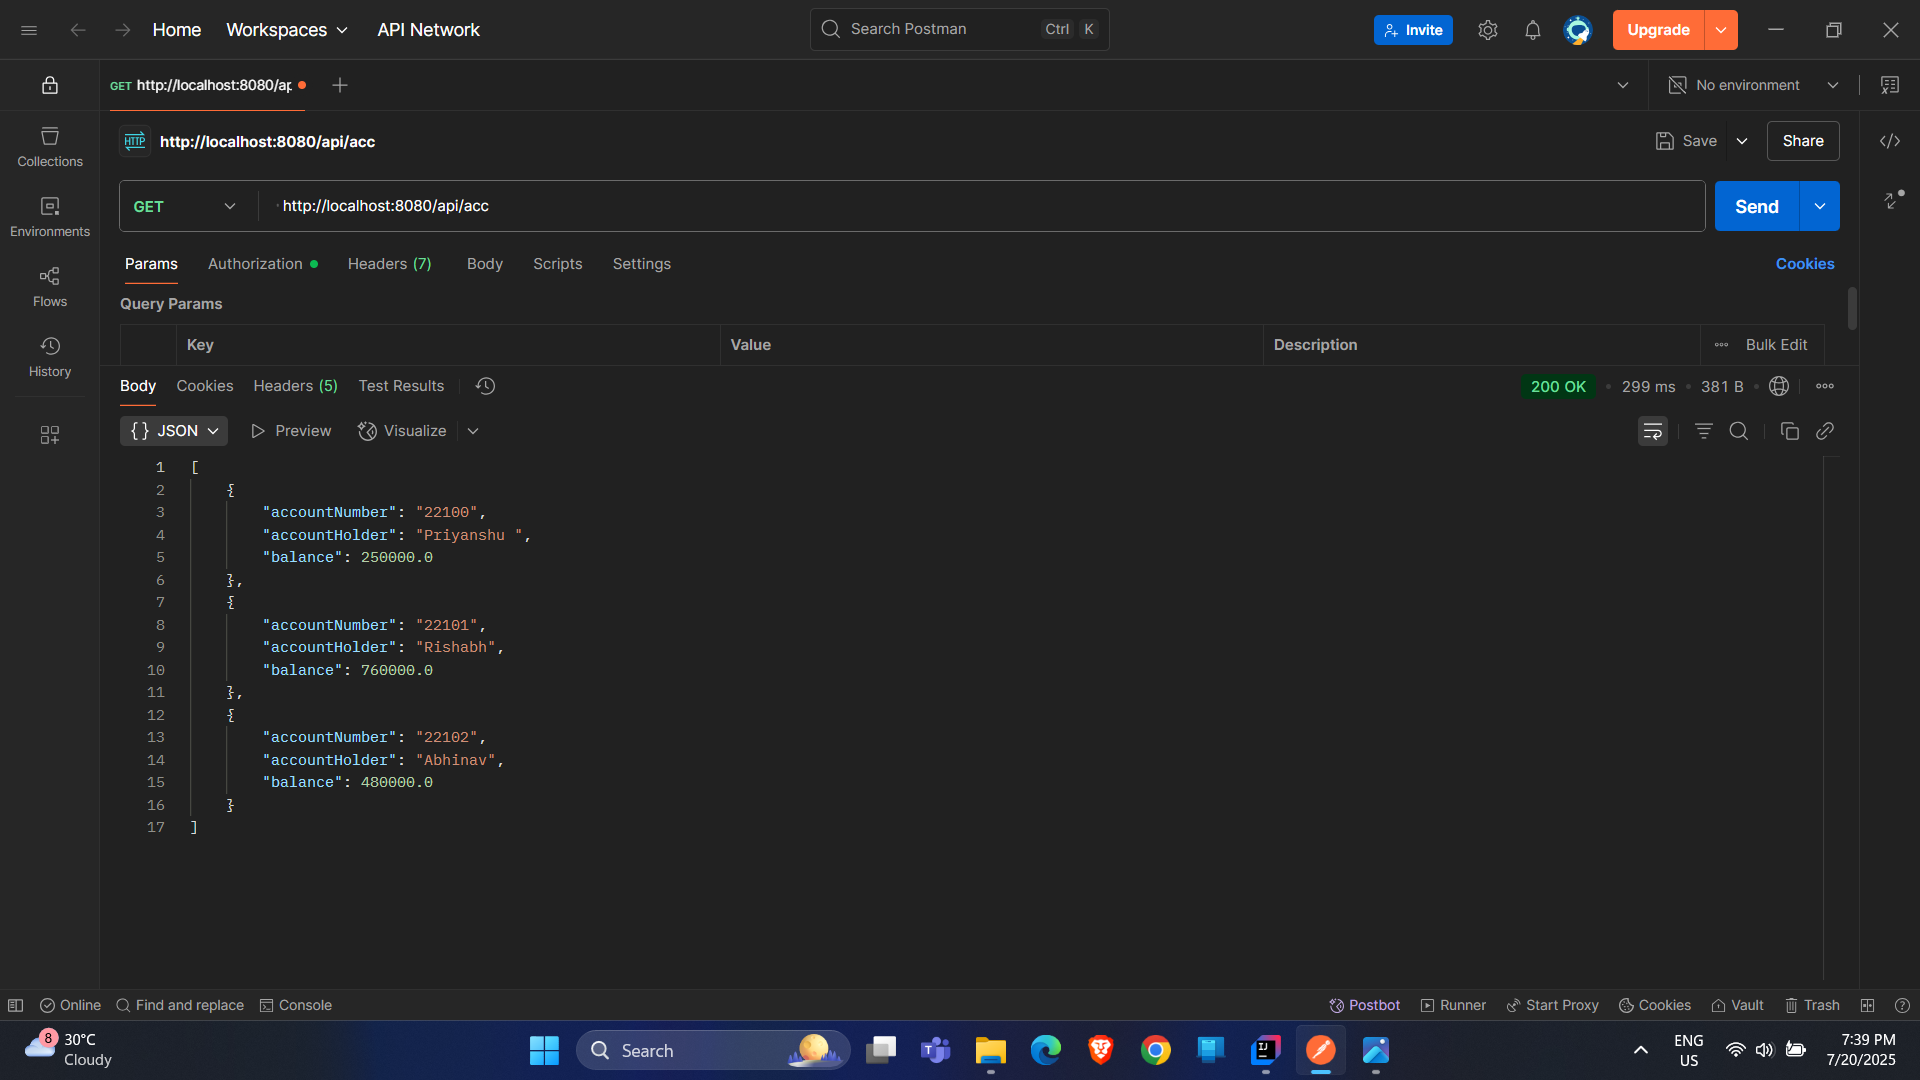 Home Workspaces API Network Search Postman Ctrl K Invite Upgrade
GET http://localhost:8080/ap No environment
HTTP http://localhost:8080/api/acc Save Share
GET http://localhost:8080/api/acc Send
Collections
Environments
Flows
History
Params Authorization Headers (7) Body Scripts Settings Cookies
Query Params
Key Value Description Bulk Edit
Body Cookies Headers (5) Test Results 200 OK 299 ms 381 B
{} JSON Preview Visualize
1 [
2 {
3 "accountNumber": "22100",
4 "accountHolder": "Priyanshu ",
5 "balance": 250000.0
6 },
7 {
8 "accountNumber": "22101",
9 "accountHolder": "Rishabh",
10 "balance": 760000.0
11 },
12 {
13 "accountNumber": "22102",
14 "accountHolder": "Abhinav",
15 "balance": 480000.0
16 }
17 ]
Online Find and replace Console Postbot Runner Start Proxy Cookies Vault Trash
8 30°C
Cloudy
Search
ENG
US
7:39 PM
7/20/2025